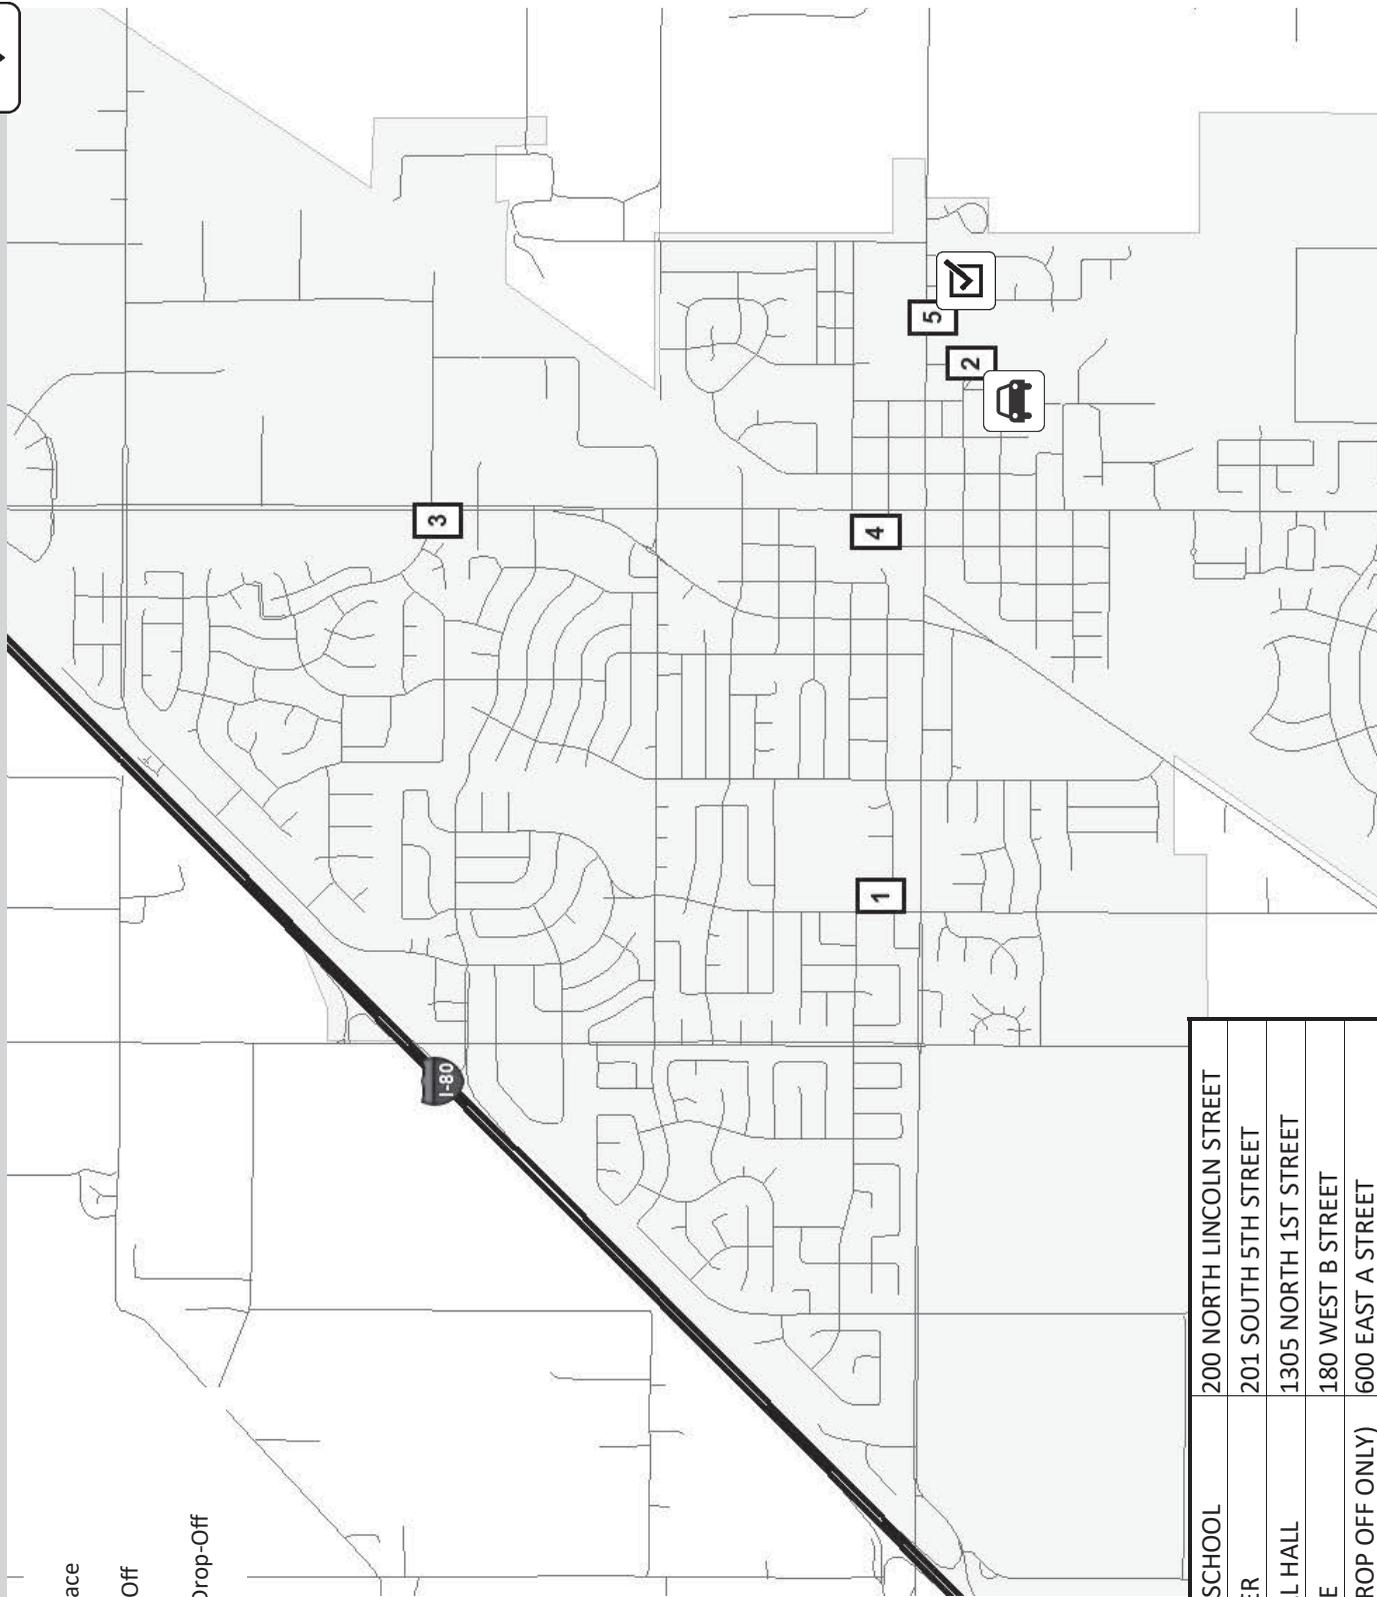 ace
Off
Drop-Off
3
4
5
2
1
I-80
SCHOOL 200 NORTH LINCOLN STREET
ER 201 SOUTH 5TH STREET
L HALL 1305 NORTH 1ST STREET
E 180 WEST B STREET
ROP OFF ONLY) 600 EAST A STREET